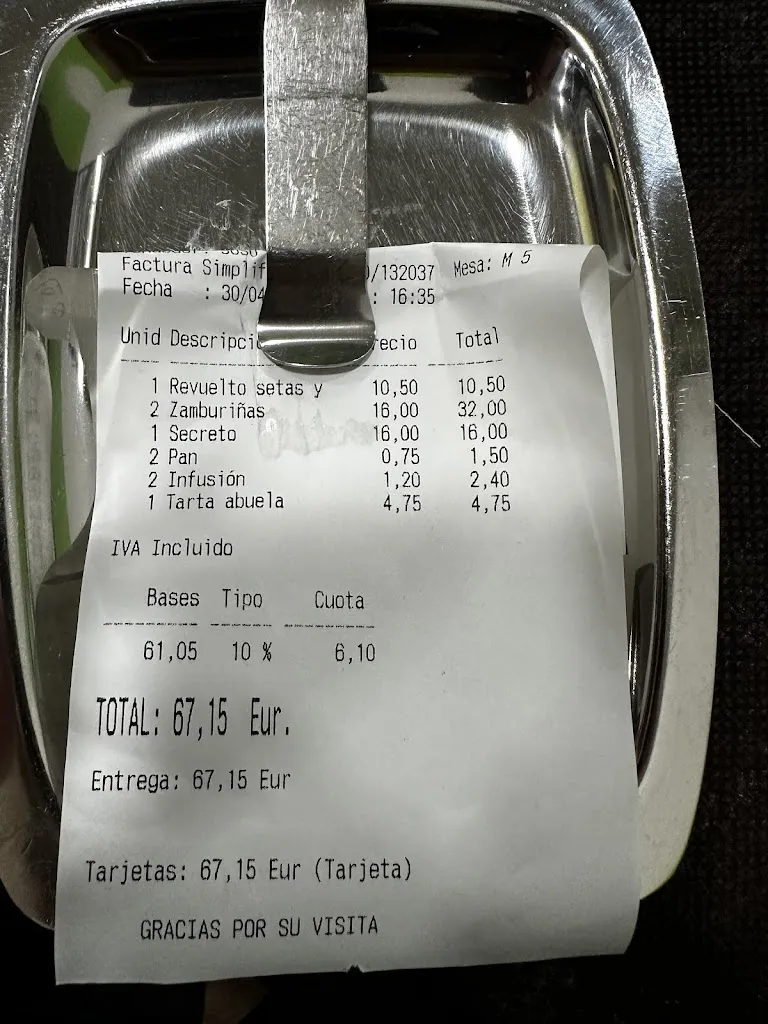 Factura Simplif /132037 Mesa: M 5
Fecha : 30/04 : 16:35
Unid Descripci ecio Total
1 Revuelto setas y 10,50 10,50
2 Zamburiñas 16,00 32,00
1 Secreto 16,00 16,00
2 Pan 0,75 1,50
2 Infusión 1,20 2,40
1 Tarta abuela 4,75 4,75
IVA Incluido
Bases Tipo Cuota
61,05 10 % 6,10
TOTAL: 67,15 Eur.
Entrega: 67,15 Eur
Tarjetas: 67,15 Eur (Tarjeta)
GRACIAS POR SU VISITA